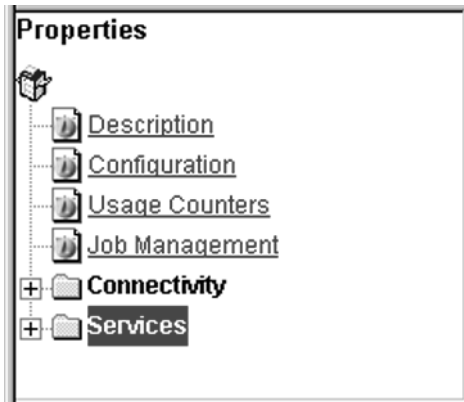 Properties
Description
Configuration
Usage Counters
Job Management
Connectivity
Services